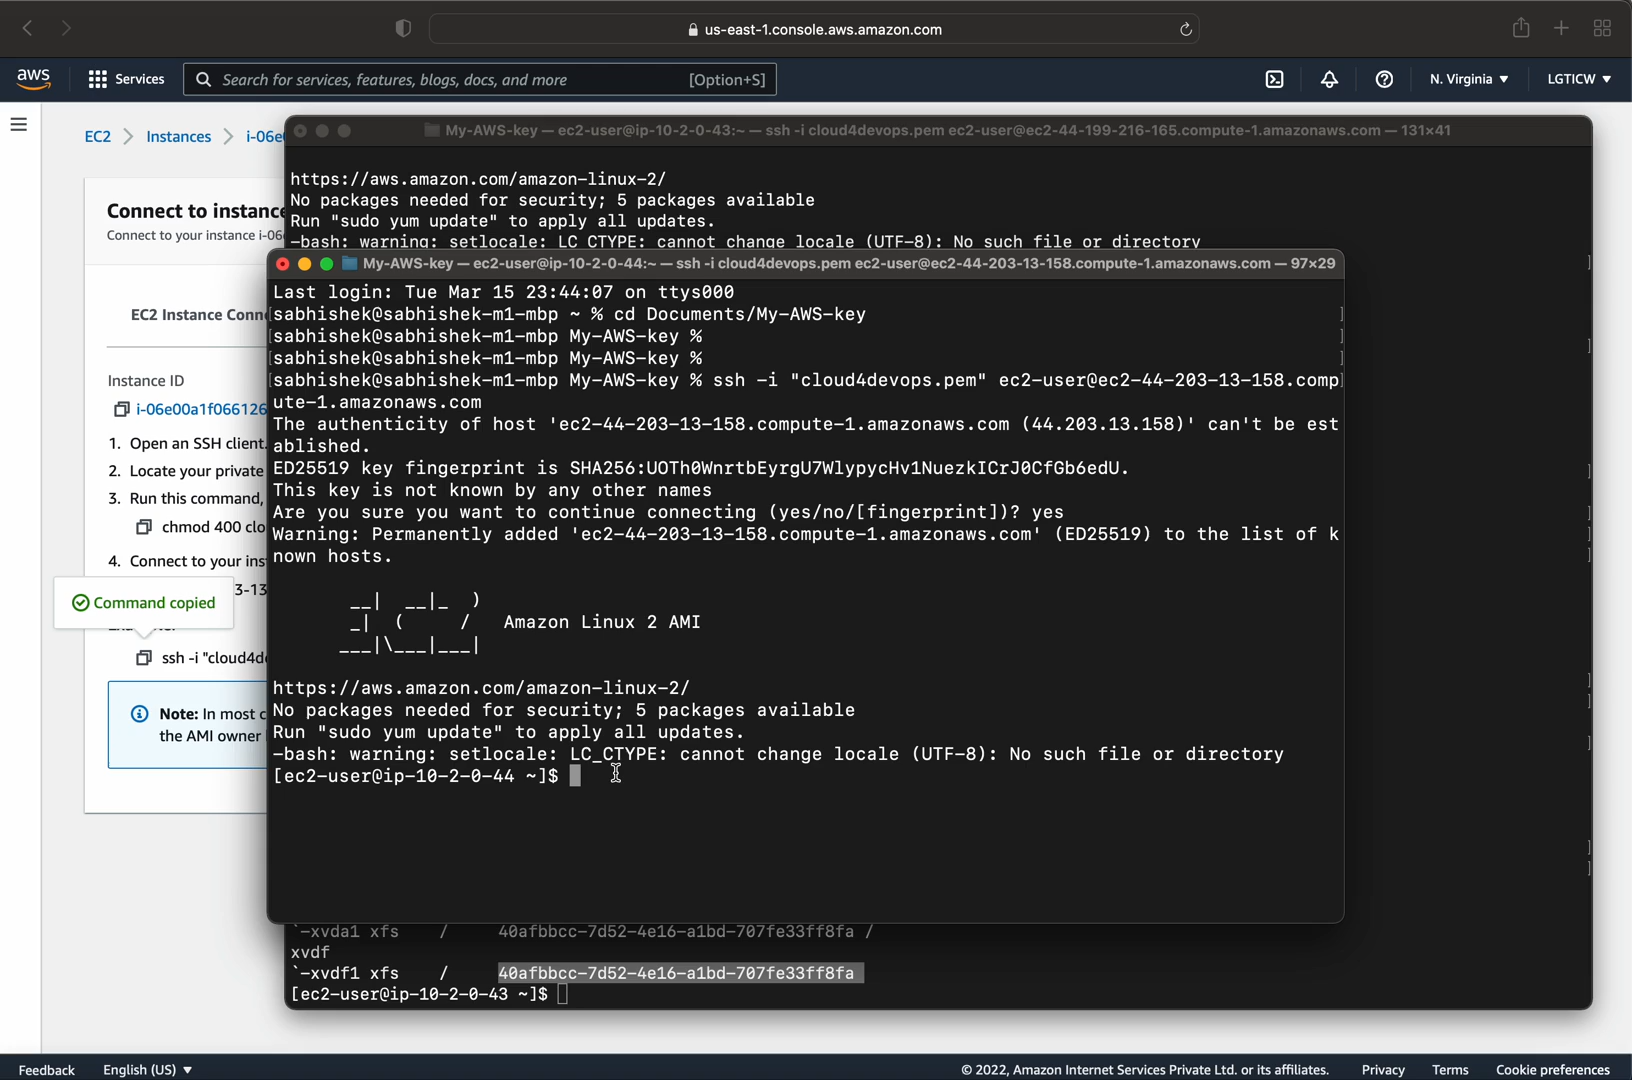 us-east-1.console.aws.amazon.com
aws
Services
Search for services, features, blogs, docs, and more
[Option+S]
N. Virginia
LGTICW
EC2
Instances
i-06e
My-AWS-key — ec2-user@ip-10-2-0-43:~ — ssh -i cloud4devops.pem ec2-user@ec2-44-199-216-165.compute-1.amazonaws.com — 131×41
https://aws.amazon.com/amazon-linux-2/
No packages needed for security; 5 packages available
Run "sudo yum update" to apply all updates.
-bash: warning: setlocale: LC_CTYPE: cannot change locale (UTF-8): No such file or directory
Connect to instance
Connect to your instance i-06
EC2 Instance Conn
Instance ID
i-06e00a1f066126
1. Open an SSH client.
2. Locate your private
3. Run this command,
chmod 400 clo
4. Connect to your ins
3-13
Command copied
ssh -i "cloud4de
Note: In most c
the AMI owner
My-AWS-key — ec2-user@ip-10-2-0-44:~ — ssh -i cloud4devops.pem ec2-user@ec2-44-203-13-158.compute-1.amazonaws.com — 97×29
Last login: Tue Mar 15 23:44:07 on ttys000
[sabhishek@sabhishek-m1-mbp ~ % cd Documents/My-AWS-key ]
[sabhishek@sabhishek-m1-mbp My-AWS-key % ]
[sabhishek@sabhishek-m1-mbp My-AWS-key % ]
[sabhishek@sabhishek-m1-mbp My-AWS-key % ssh -i "cloud4devops.pem" ec2-user@ec2-44-203-13-158.comp]
ute-1.amazonaws.com
The authenticity of host 'ec2-44-203-13-158.compute-1.amazonaws.com (44.203.13.158)' can't be est
ablished.
ED25519 key fingerprint is SHA256:UOTh0WnrtbEyrgU7WlypycHv1NuezkICrJ0CfGb6edU.
This key is not known by any other names
Are you sure you want to continue connecting (yes/no/[fingerprint])? yes
Warning: Permanently added 'ec2-44-203-13-158.compute-1.amazonaws.com' (ED25519) to the list of k
nown hosts.
__| __|_ )
_| ( / Amazon Linux 2 AMI
___|\___|___|
https://aws.amazon.com/amazon-linux-2/
No packages needed for security; 5 packages available
Run "sudo yum update" to apply all updates.
-bash: warning: setlocale: LC_CTYPE: cannot change locale (UTF-8): No such file or directory
[ec2-user@ip-10-2-0-44 ~]$
`-xvda1 xfs / 40afbbcc-7d52-4e16-a1bd-707fe33ff8fa /
xvdf
`-xvdf1 xfs / 40afbbcc-7d52-4e16-a1bd-707fe33ff8fa
[ec2-user@ip-10-2-0-43 ~]$
Feedback
English (US)
© 2022, Amazon Internet Services Private Ltd. or its affiliates.
Privacy
Terms
Cookie preferences